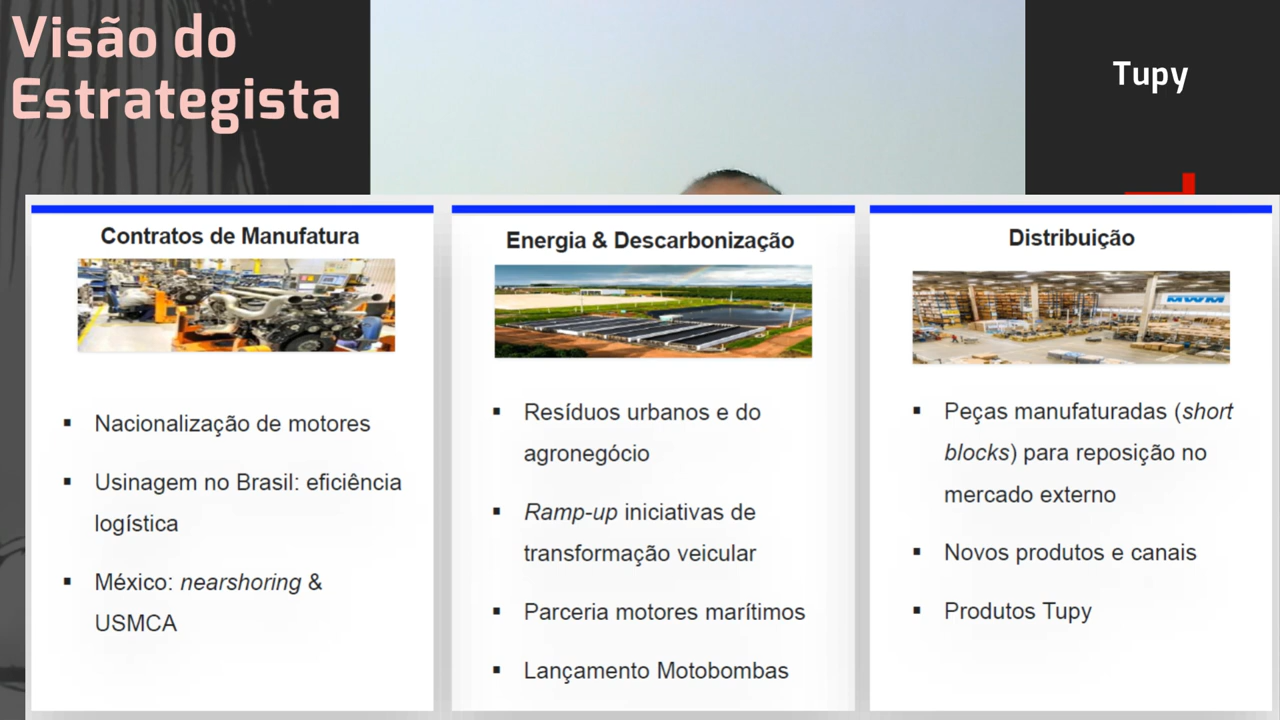 Visão do
Estrategista
Tupy
Contratos de Manufatura
▪ Nacionalização de motores
▪ Usinagem no Brasil: eficiência
logística
▪ México: nearshoring &
USMCA
Energia & Descarbonização
▪ Resíduos urbanos e do
agronegócio
▪ Ramp-up iniciativas de
transformação veicular
▪ Parceria motores marítimos
▪ Lançamento Motobombas
Distribuição
MWM
▪ Peças manufaturadas (short
blocks) para reposição no
mercado externo
▪ Novos produtos e canais
▪ Produtos Tupy